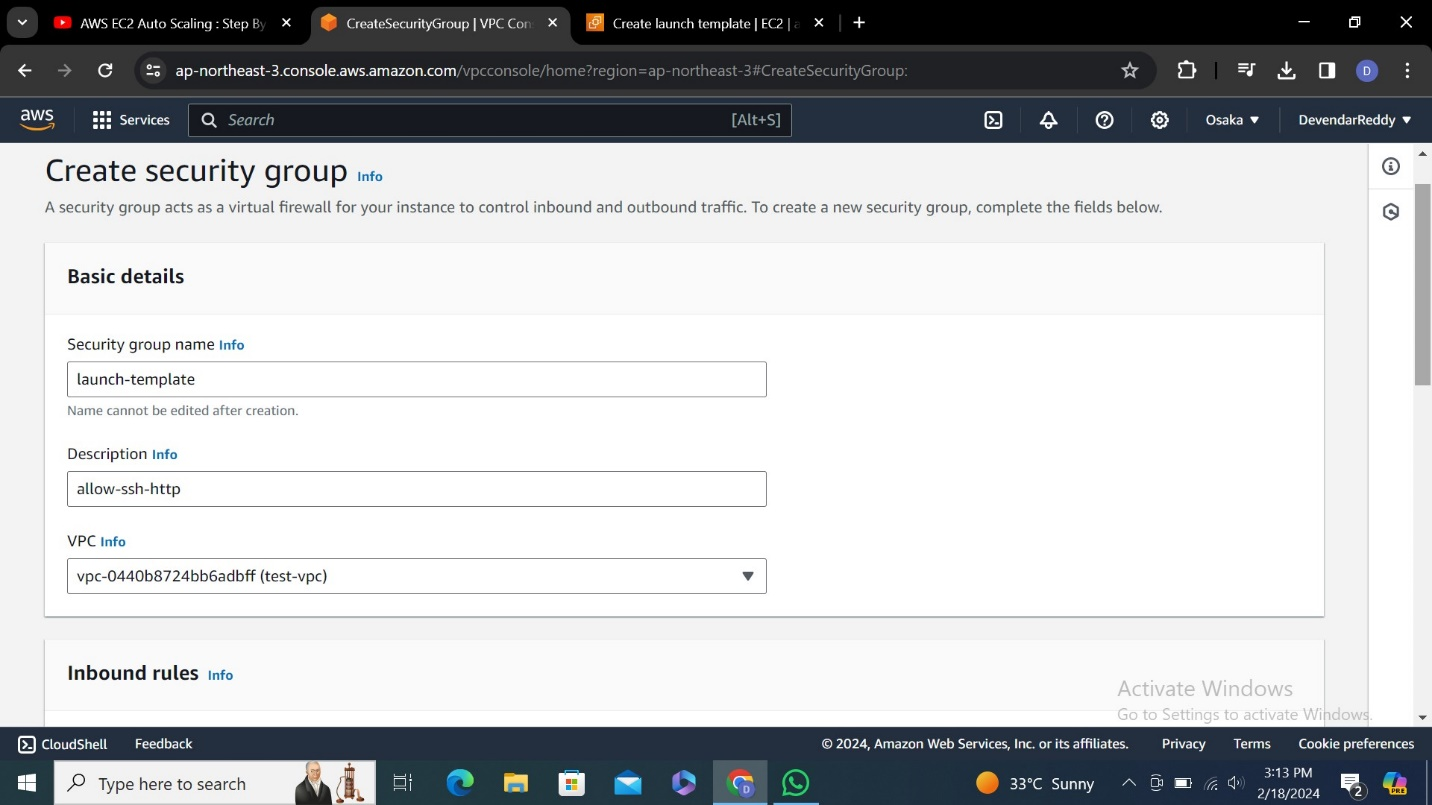 AWS EC2 Auto Scaling : Step By
CreateSecurityGroup | VPC Con
Create launch template | EC2 | a
ap-northeast-3.console.aws.amazon.com/vpcconsole/home?region=ap-northeast-3#CreateSecurityGroup:
D
aws
Services
Search
[Alt+S]
Osaka
DevendarReddy
Create security group Info
A security group acts as a virtual firewall for your instance to control inbound and outbound traffic. To create a new security group, complete the fields below.
Basic details
Security group name Info
launch-template
Name cannot be edited after creation.
Description Info
allow-ssh-http
VPC Info
vpc-0440b8724bb6adbff (test-vpc)
Inbound rules Info
Activate Windows
Go to Settings to activate Windows.
CloudShell
Feedback
© 2024, Amazon Web Services, Inc. or its affiliates.
Privacy
Terms
Cookie preferences
Type here to search
D
33°C Sunny
3:13 PM
2/18/2024
2
PRE